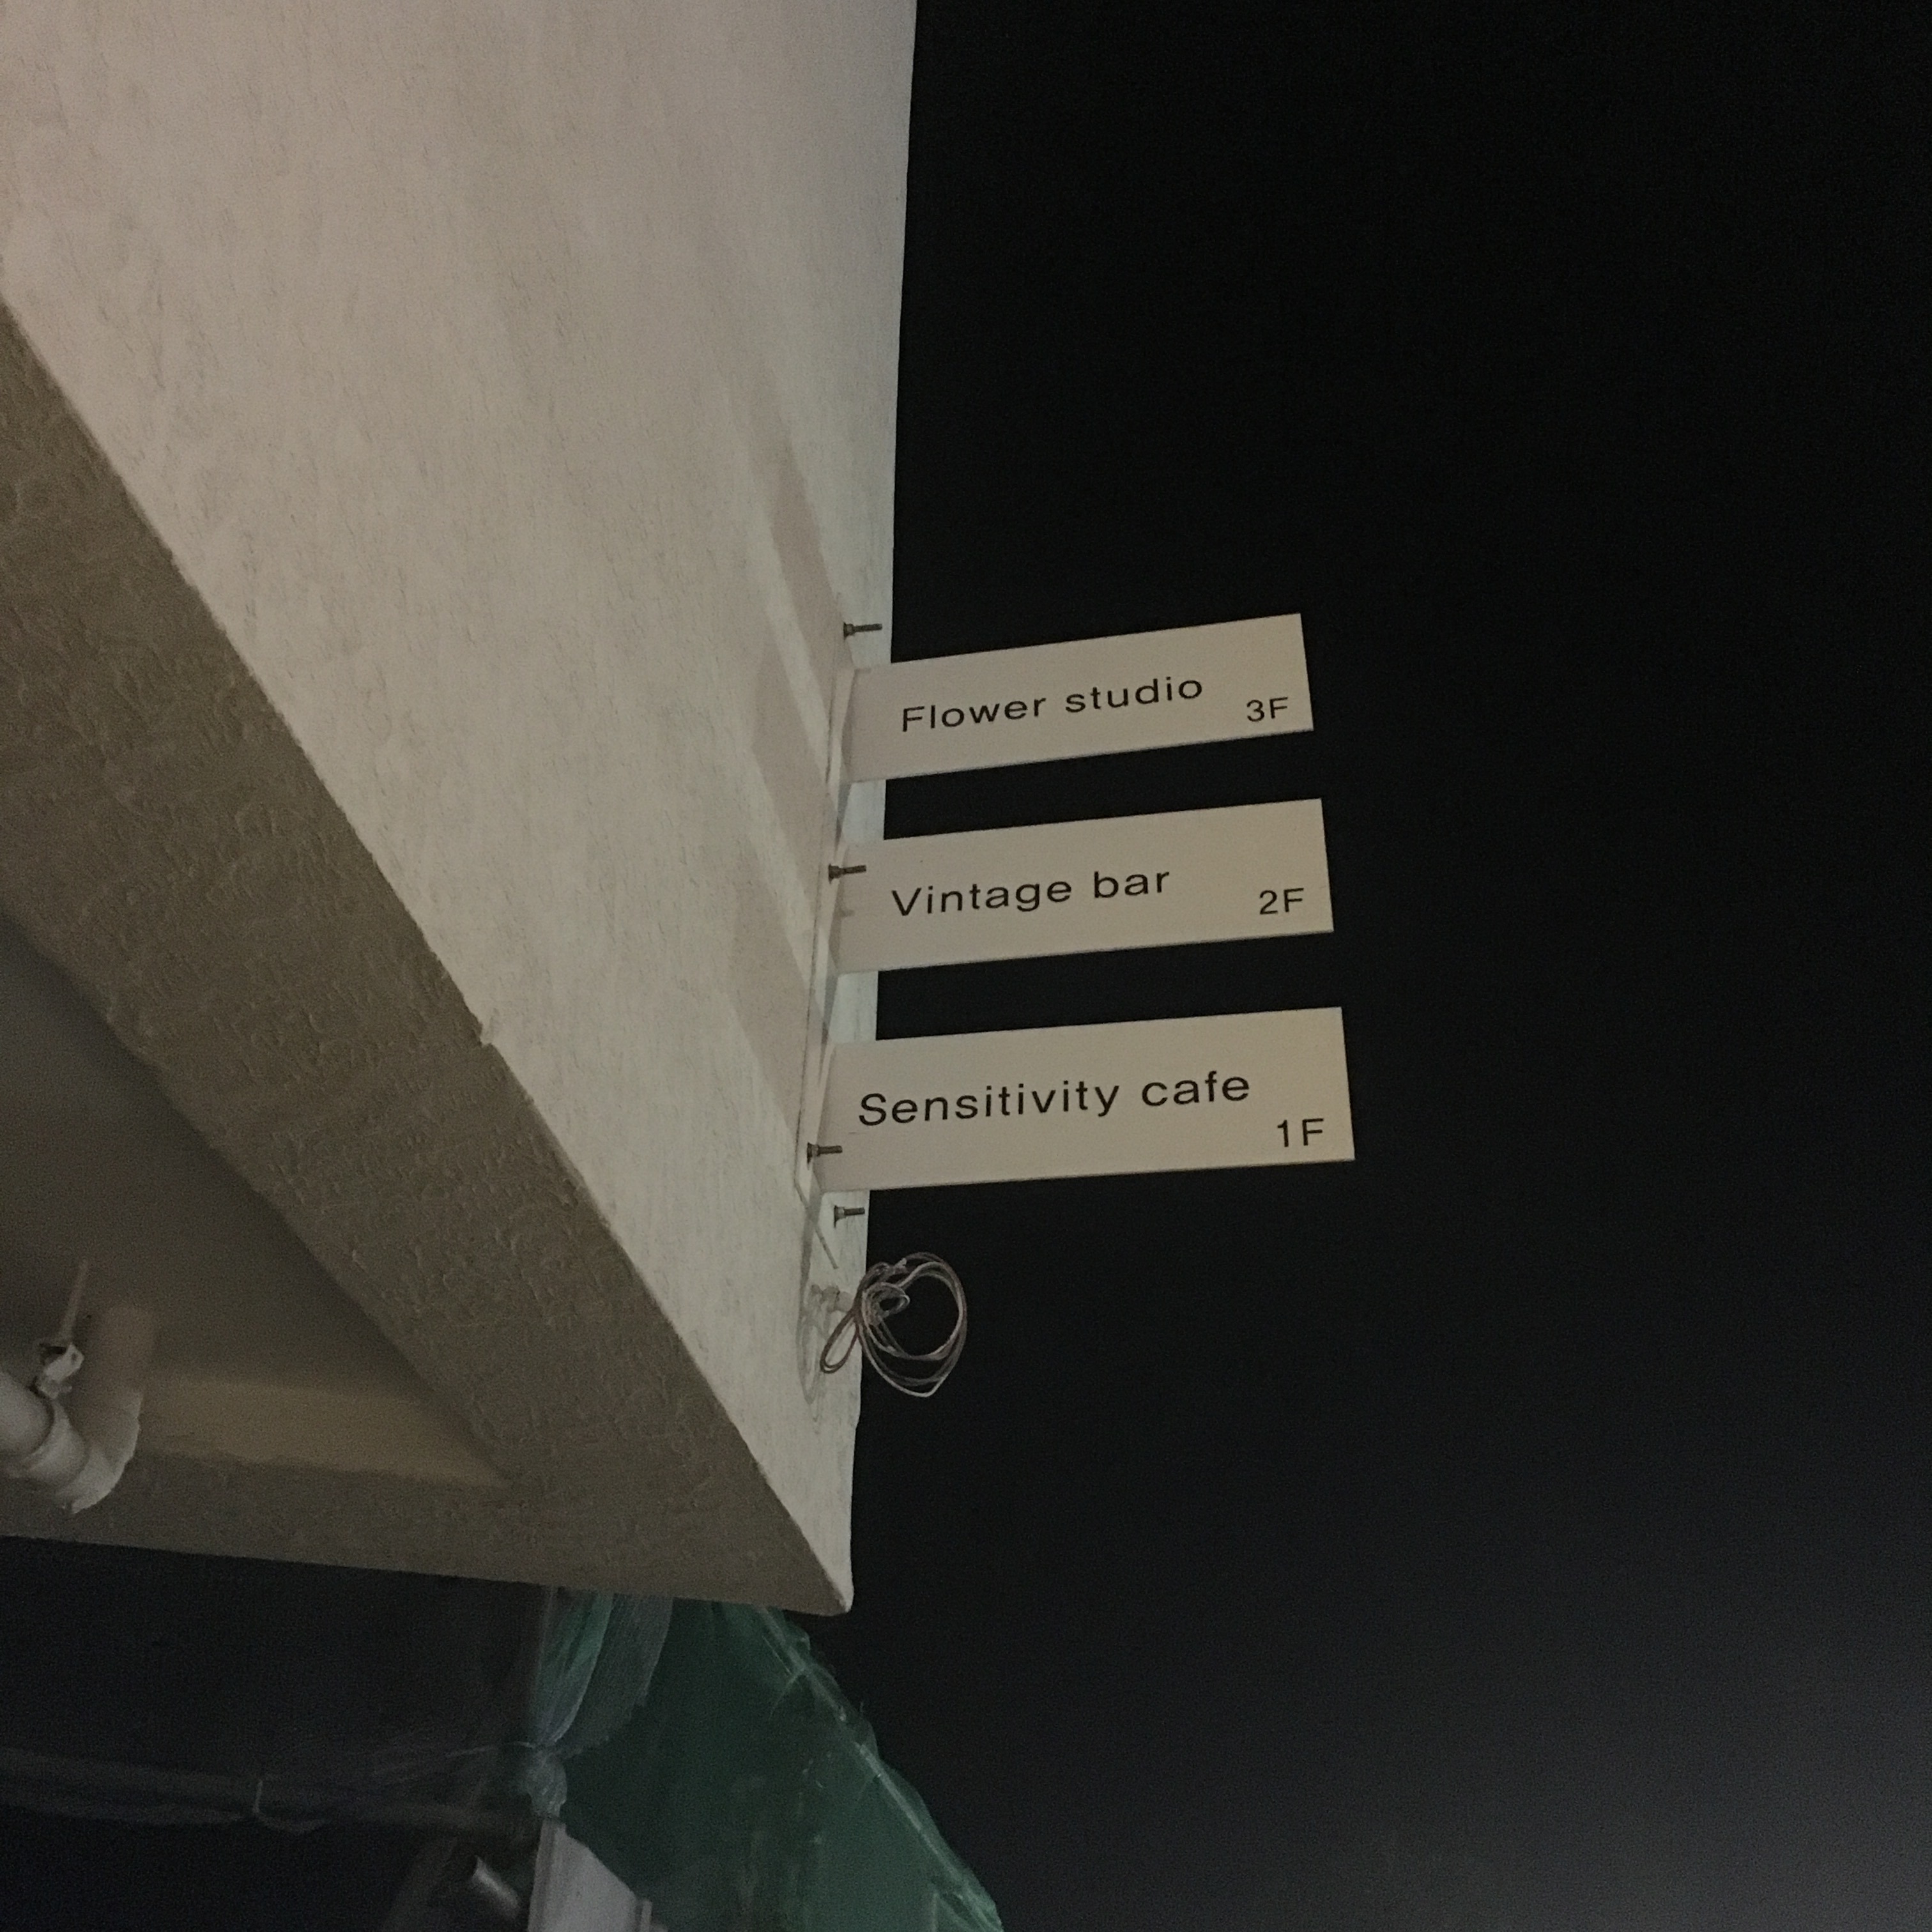 Flower studio
3F
Vintage bar
2F
Sensitivity cafe
1F